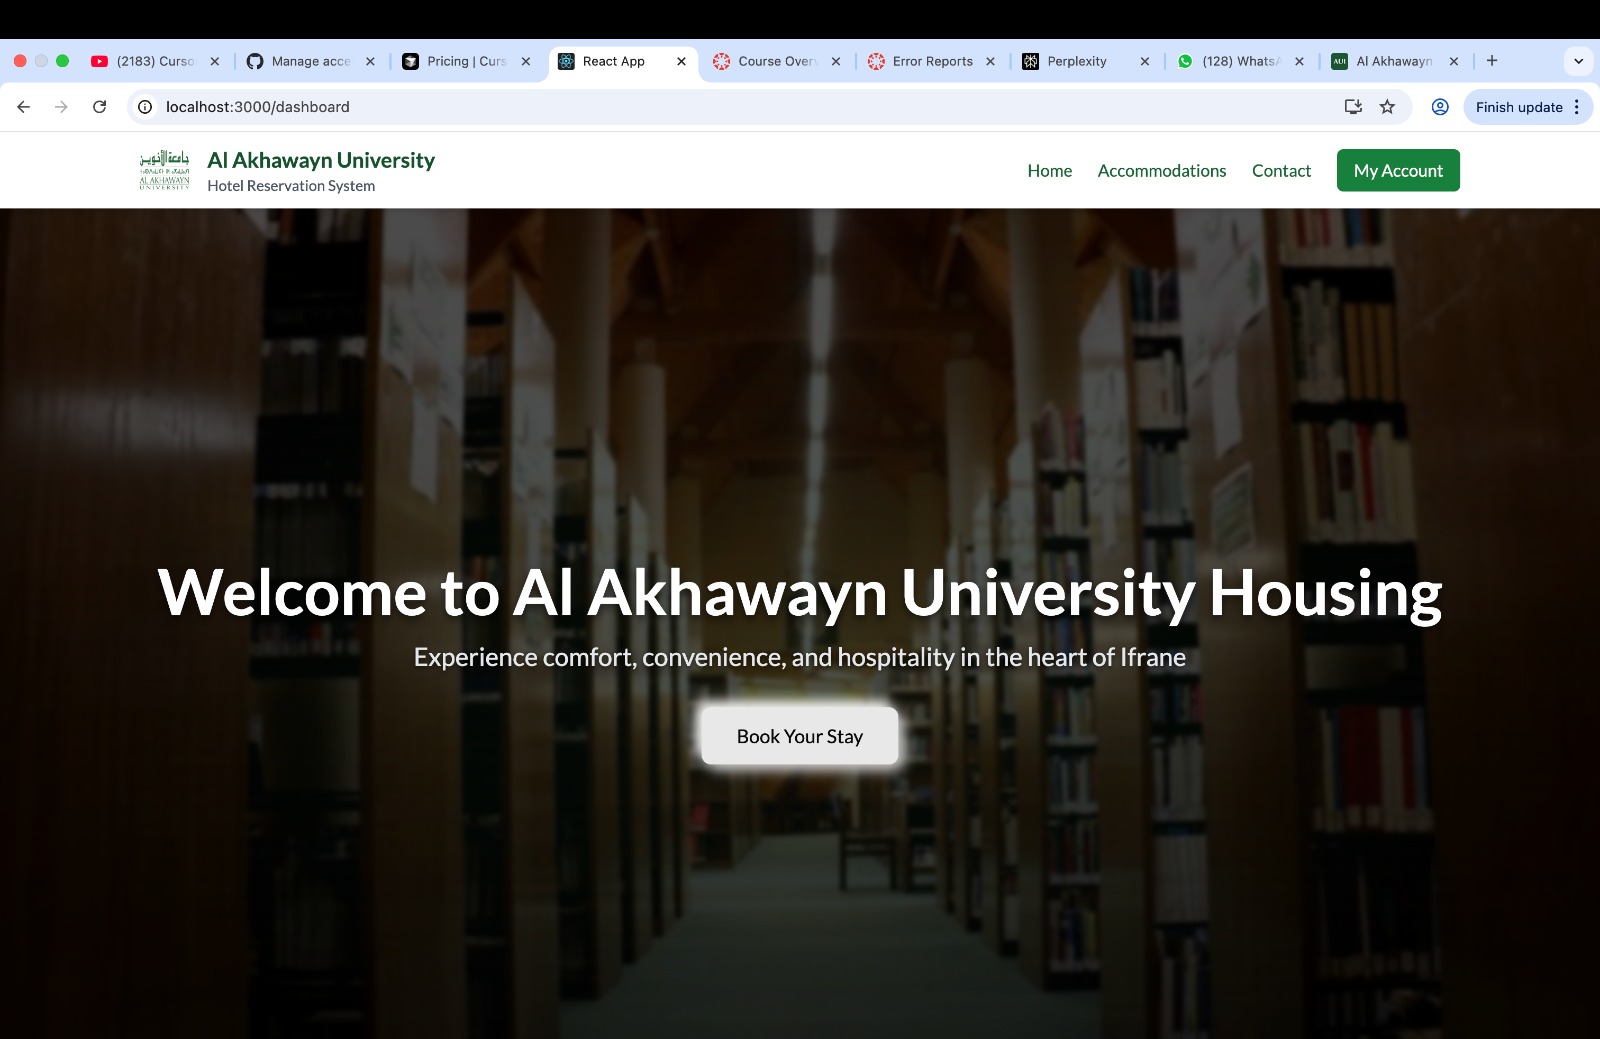 (2183) Curso
Manage acce
Pricing | Curs
React App
Course Over
Error Reports
Perplexity
(128) WhatsA
AUI
Al Akhawayn
localhost:3000/dashboard
Finish update
جامعة الأخوين
AL AKHAWAYN
UNIVERSITY
Al Akhawayn University
Hotel Reservation System
Home
Accommodations
Contact
My Account
Welcome to Al Akhawayn University Housing
Experience comfort, convenience, and hospitality in the heart of Ifrane
Book Your Stay